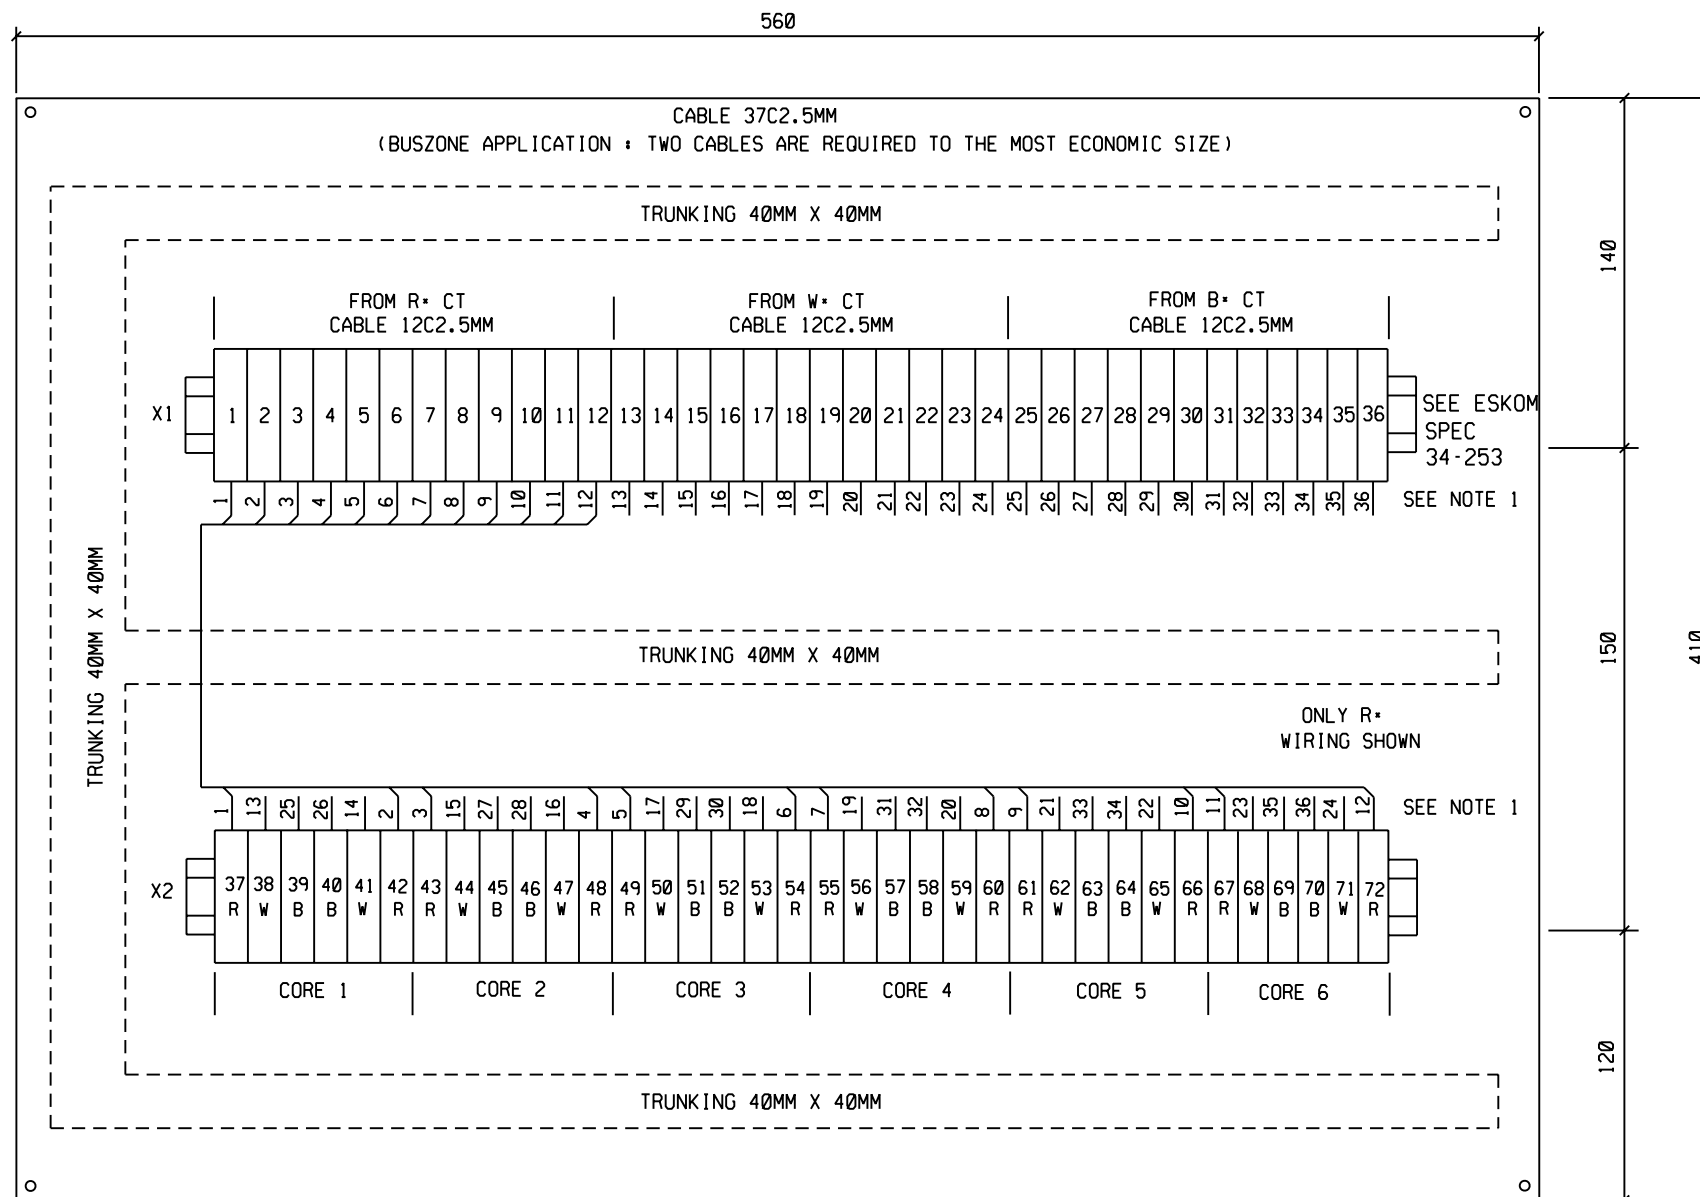 560
CABLE 37C2.5MM
(BUSZONE APPLICATION : TWO CABLES ARE REQUIRED TO THE MOST ECONOMIC SIZE)
TRUNKING 40MM X 40MM
140
FROM R* CT
CABLE 12C2.5MM
FROM W* CT
CABLE 12C2.5MM
FROM B* CT
CABLE 12C2.5MM
X1
1 2 3 4 5 6 7 8 9 10 11 12 13 14 15 16 17 18 19 20 21 22 23 24 25 26 27 28 29 30 31 32 33 34 35 36
SEE ESKOM
SPEC
34-253
1 2 3 4 5 6 7 8 9 10 11 12 13 14 15 16 17 18 19 20 21 22 23 24 25 26 27 28 29 30 31 32 33 34 35 36
SEE NOTE 1
TRUNKING 40MM X 40MM
TRUNKING 40MM X 40MM
150
410
ONLY R*
WIRING SHOWN
1 13 25 26 14 2 3 15 27 28 16 4 5 17 29 30 18 6 7 19 31 32 20 8 9 21 33 34 22 10 11 23 35 36 24 12
SEE NOTE 1
X2
37 38 39 40 41 42 43 44 45 46 47 48 49 50 51 52 53 54 55 56 57 58 59 60 61 62 63 64 65 66 67 68 69 70 71 72
R W B B W R R W B B W R R W B B W R R W B B W R R W B B W R R W B B W R
CORE 1
CORE 2
CORE 3
CORE 4
CORE 5
CORE 6
120
TRUNKING 40MM X 40MM